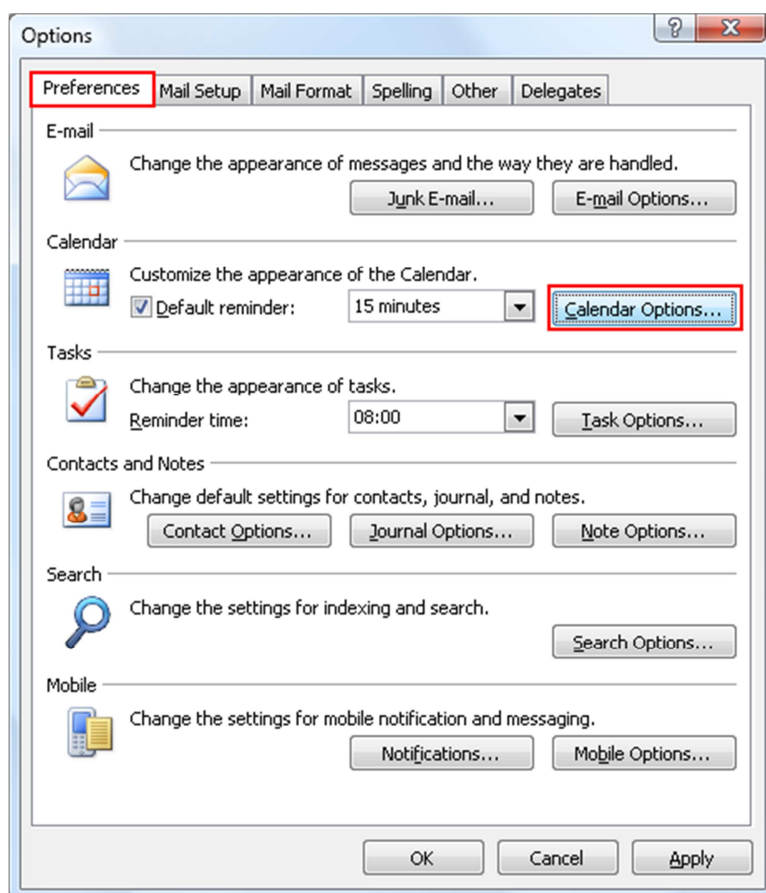 Options
Preferences Mail Setup Mail Format Spelling Other Delegates
E-mail
Change the appearance of messages and the way they are handled.
Junk E-mail... E-mail Options...
Calendar
Customize the appearance of the Calendar.
Default reminder: 15 minutes Calendar Options...
Tasks
Change the appearance of tasks.
Reminder time: 08:00 Task Options...
Contacts and Notes
Change default settings for contacts, journal, and notes.
Contact Options... Journal Options... Note Options...
Search
Change the settings for indexing and search.
Search Options...
Mobile
Change the settings for mobile notification and messaging.
Notifications... Mobile Options...
OK Cancel Apply